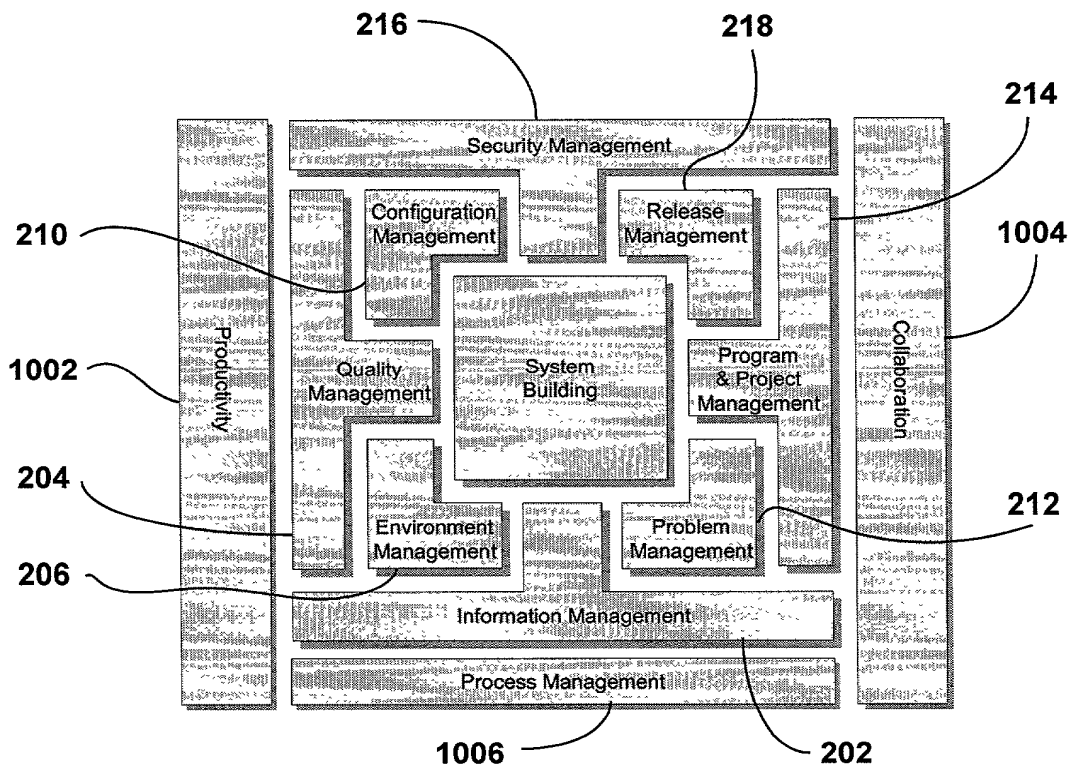 216
218
214
Security Management
Configuration
Management
Release
Management
210
1004
Productivity
Collaboration
1002
Quality
Management
System
Building
Program
& Project
Management
204
212
Environment
Management
Problem
Management
206
Information Management
Process Management
1006
202